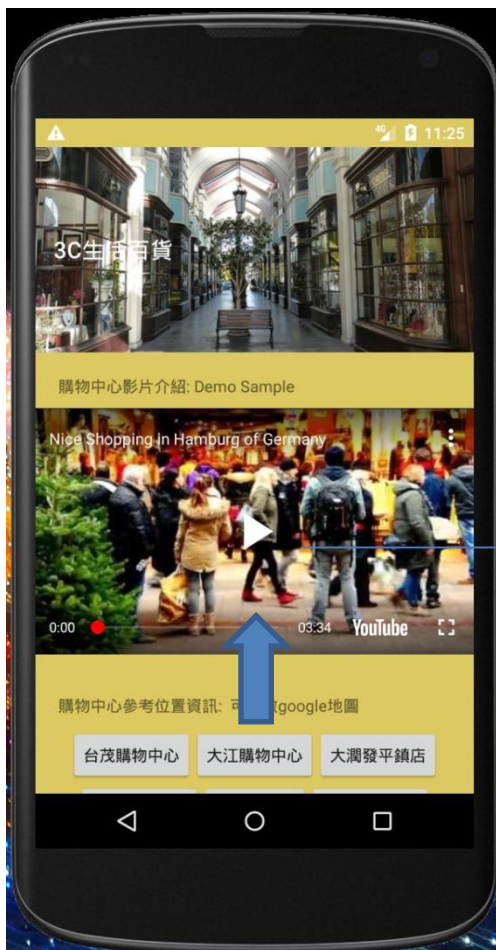 4G 11:25
3C生活百貨
購物中心影片介紹: Demo Sample
Nice Shopping in Hamburg of Germany
0:00 03:34 YouTube
購物中心參考位置資訊: 可 google地圖
台茂購物中心 大江購物中心 大潤發平鎮店